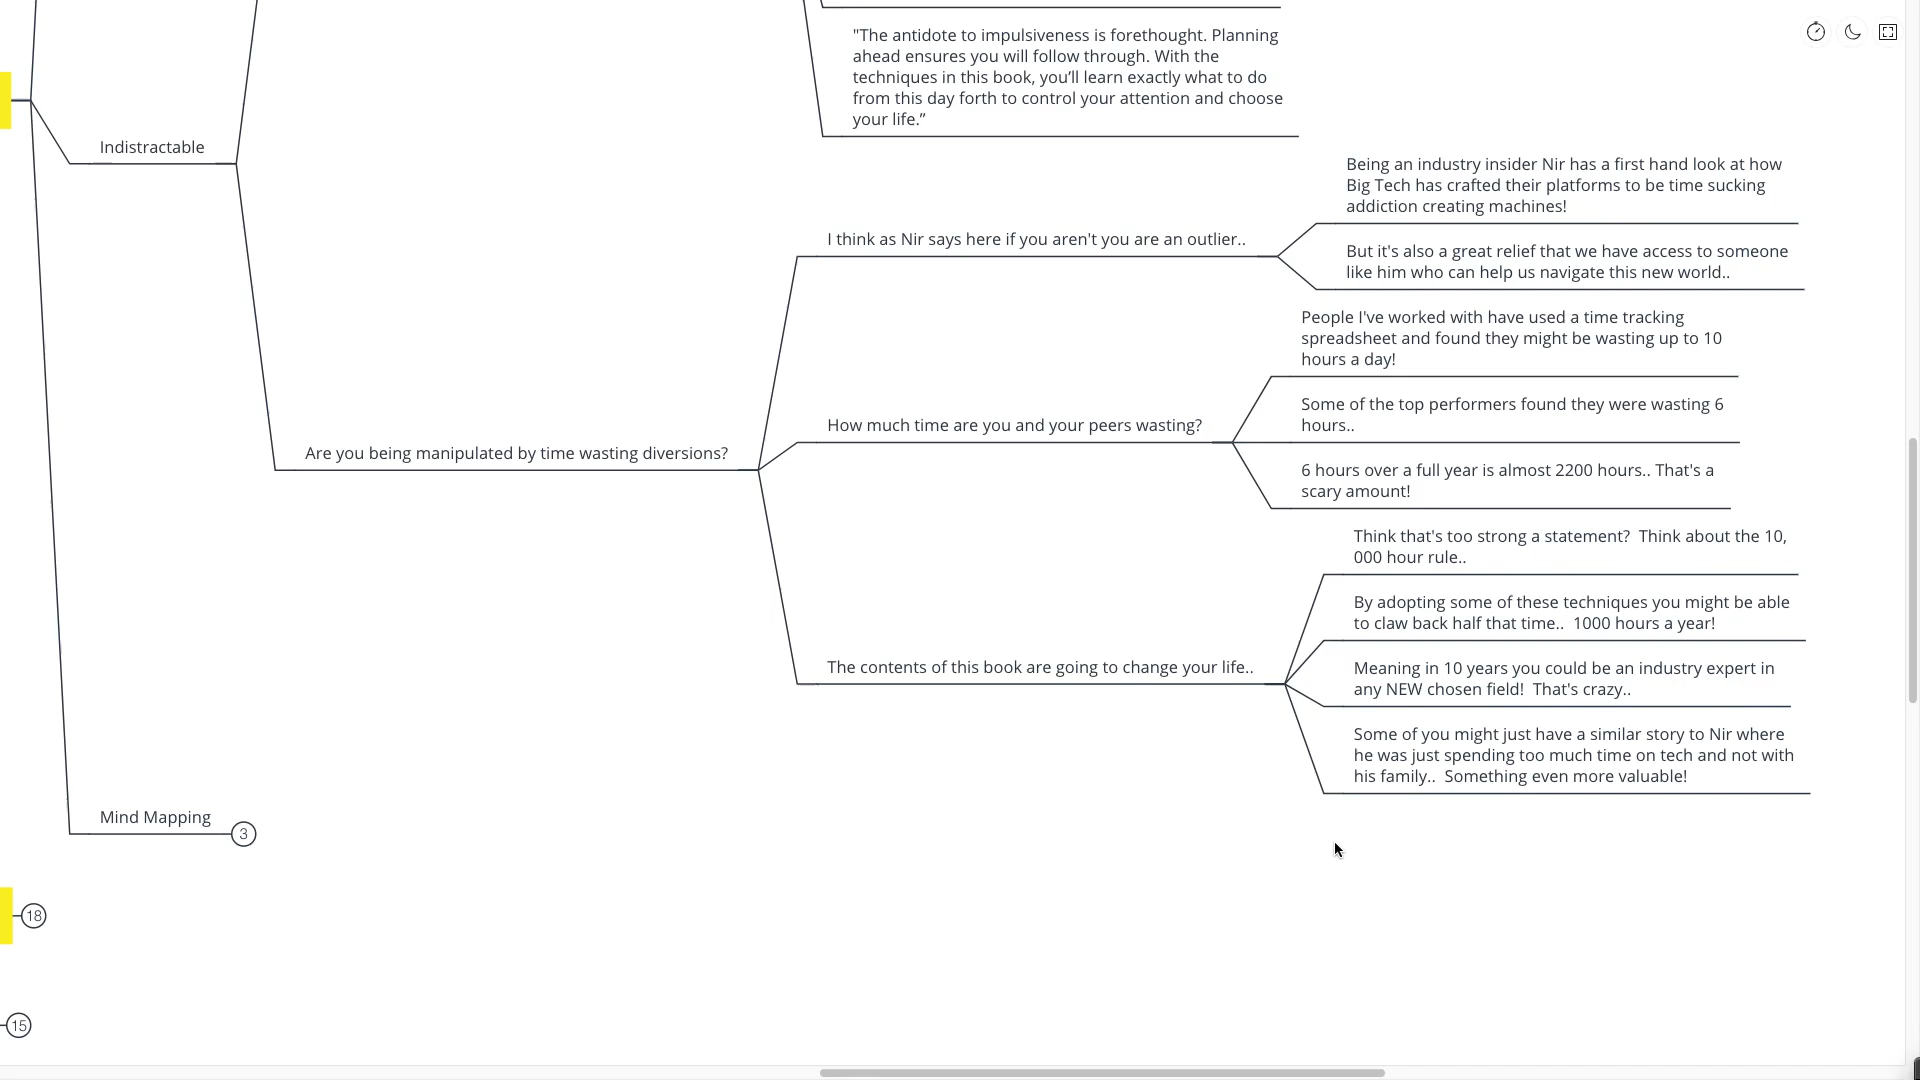 "The antidote to impulsiveness is forethought. Planning
ahead ensures you will follow through. With the
techniques in this book, you’ll learn exactly what to do
from this day forth to control your attention and choose
your life.”
Indistractable
Being an industry insider Nir has a first hand look at how
Big Tech has crafted their platforms to be time sucking
addiction creating machines!
I think as Nir says here if you aren't you are an outlier..
But it's also a great relief that we have access to someone
like him who can help us navigate this new world..
People I've worked with have used a time tracking
spreadsheet and found they might be wasting up to 10
hours a day!
How much time are you and your peers wasting?
Some of the top performers found they were wasting 6
hours..
Are you being manipulated by time wasting diversions?
6 hours over a full year is almost 2200 hours.. That's a
scary amount!
Think that's too strong a statement?  Think about the 10,
000 hour rule..
By adopting some of these techniques you might be able
to claw back half that time..  1000 hours a year!
The contents of this book are going to change your life..
Meaning in 10 years you could be an industry expert in
any NEW chosen field!  That's crazy..
Some of you might just have a similar story to Nir where
he was just spending too much time on tech and not with
his family..  Something even more valuable!
Mind Mapping
3
18
15